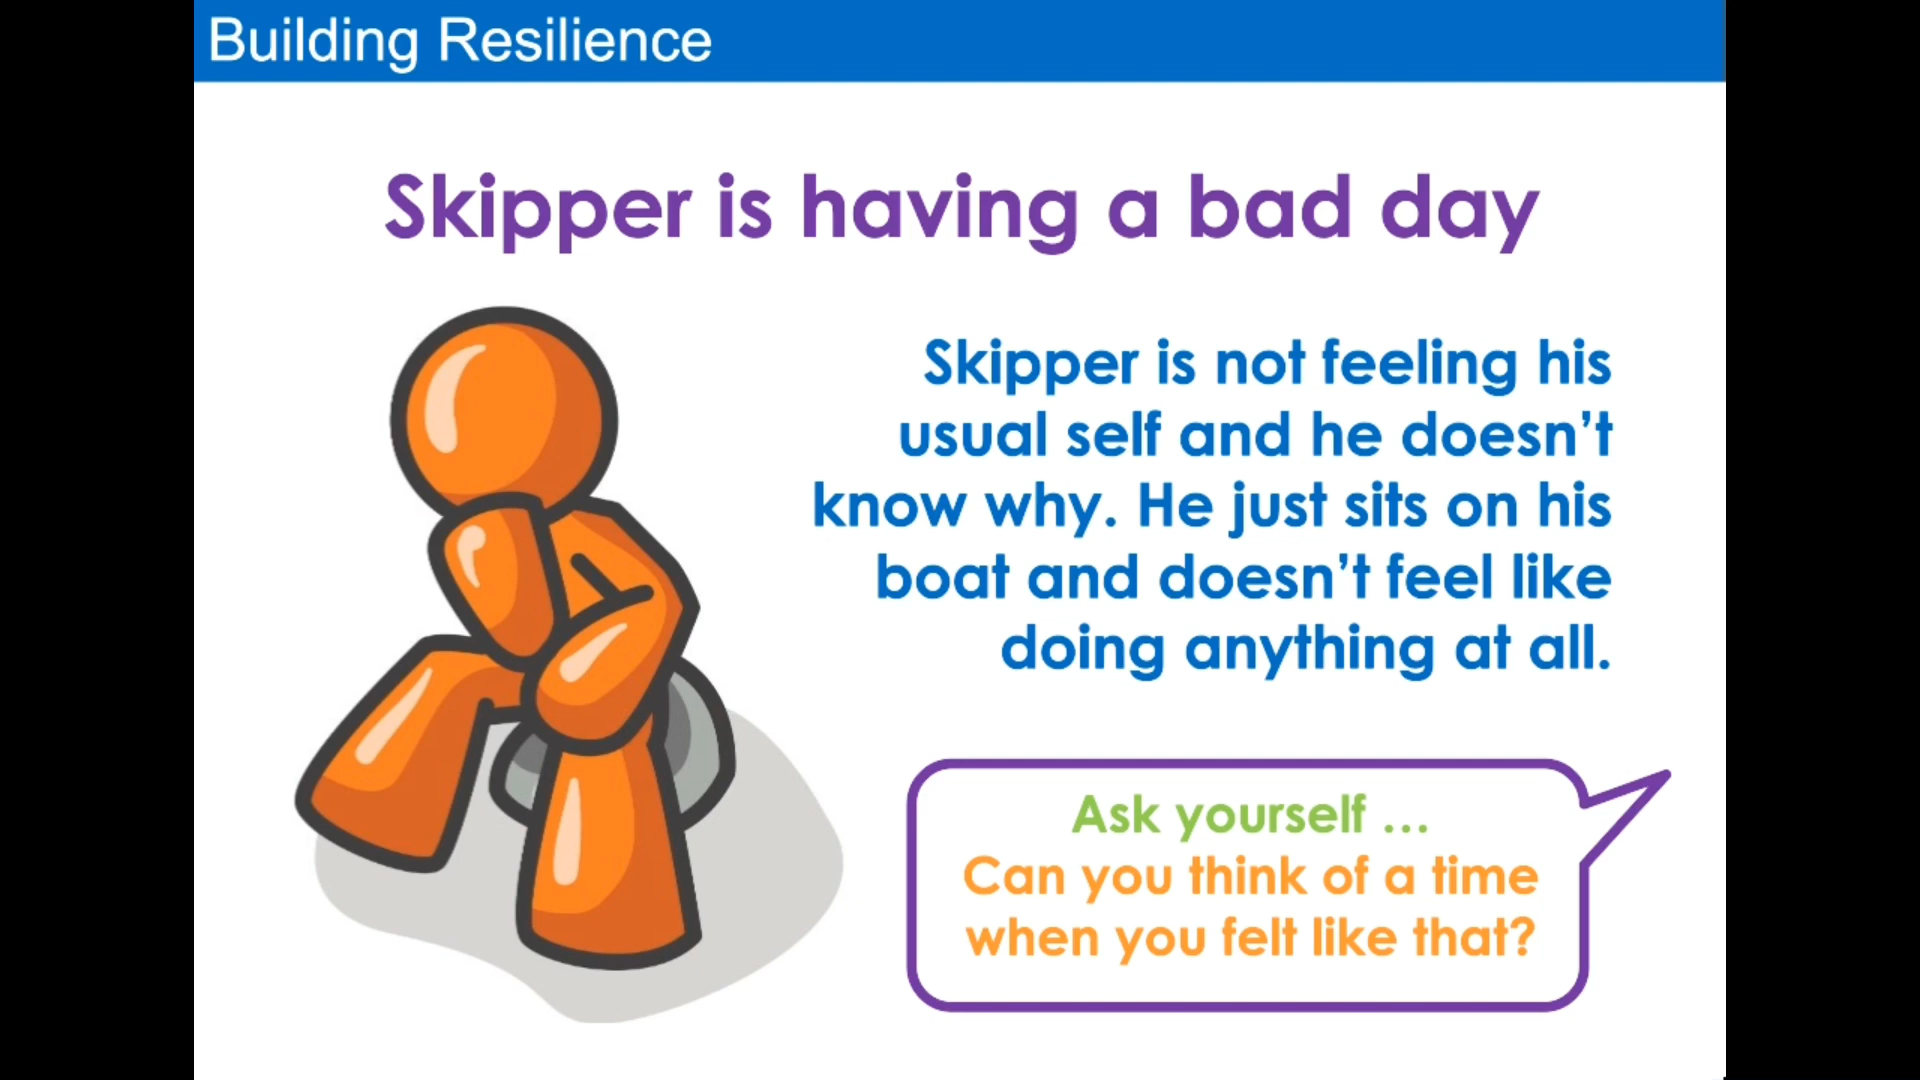 Building Resilience
Skipper is having a bad day
Skipper is not feeling his
usual self and he doesn’t
know why. He just sits on his
boat and doesn’t feel like
doing anything at all.
Ask yourself ...
Can you think of a time
when you felt like that?